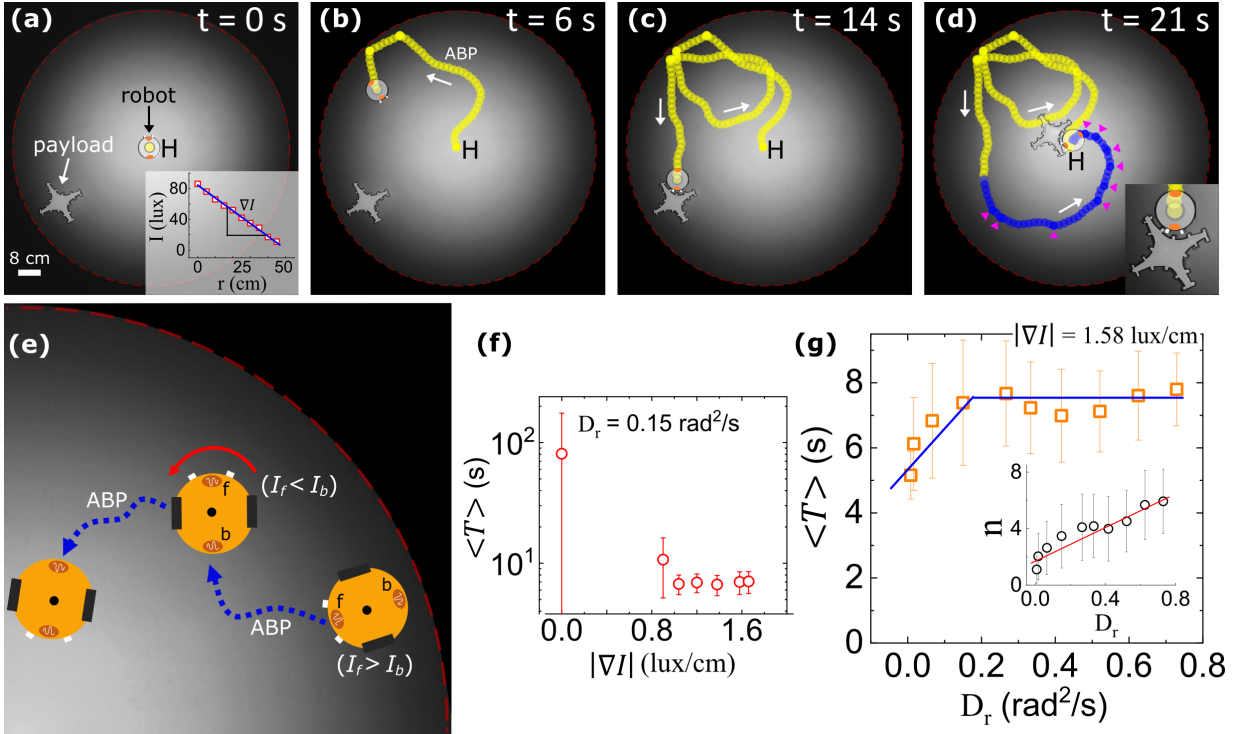 (a)
t = 0 s
robot
H
payload
8 cm
I (lux)
80
40
0
∇I
0
25
50
r (cm)
(b)
t = 6 s
ABP
H
(c)
t = 14 s
H
(d)
t = 21 s
H
(e)
(I_f < I_b)
f
b
ABP
b
f
ABP
(I_f > I_b)
(f)
D_r = 0.15 rad²/s
<T> (s)
10²
10¹
0.0
0.8
1.6
|∇I| (lux/cm)
(g)
|∇I| = 1.58 lux/cm
<T> (s)
8
6
4
2
0
0.0
0.2
0.4
0.6
0.8
D_r (rad²/s)
n
8
4
0
0.0
0.4
0.8
D_r